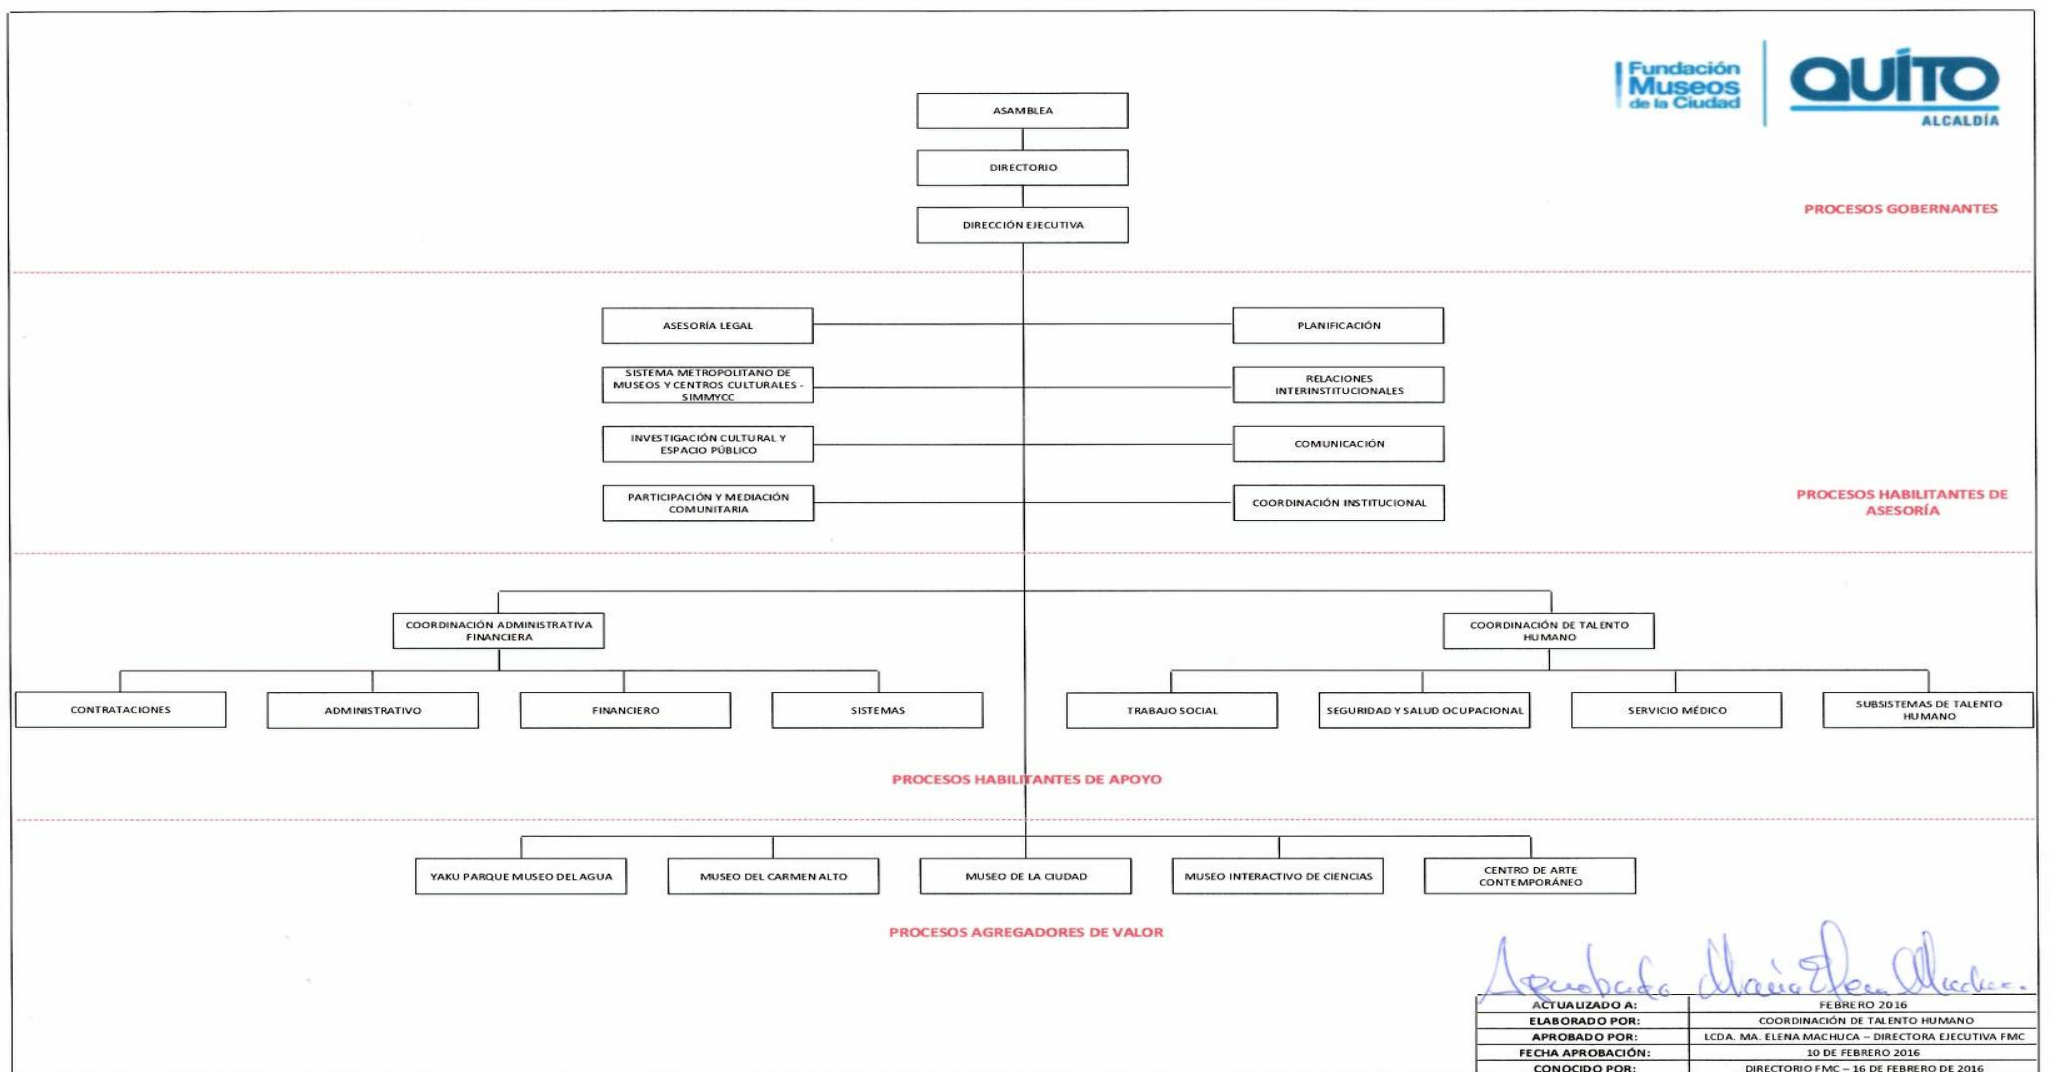 Fundación
Museos
de la Ciudad
QUITO
ALCALDÍA
ASAMBLEA
DIRECTORIO
DIRECCIÓN EJECUTIVA
PROCESOS GOBERNANTES
ASESORÍA LEGAL
PLANIFICACIÓN
SISTEMA METROPOLITANO DE
MUSEOS Y CENTROS CULTURALES -
SIMMYCC
RELACIONES
INTERINSTITUCIONALES
INVESTIGACIÓN CULTURAL Y
ESPACIO PÚBLICO
COMUNICACIÓN
PARTICIPACIÓN Y MEDIACIÓN
COMUNITARIA
COORDINACIÓN INSTITUCIONAL
PROCESOS HABILITANTES DE
ASESORÍA
COORDINACIÓN ADMINISTRATIVA
FINANCIERA
COORDINACIÓN DE TALENTO
HUMANO
CONTRATACIONES
ADMINISTRATIVO
FINANCIERO
SISTEMAS
TRABAJO SOCIAL
SEGURIDAD Y SALUD OCUPACIONAL
SERVICIO MÉDICO
SUBSISTEMAS DE TALENTO
HUMANO
PROCESOS HABILITANTES DE APOYO
YAKU PARQUE MUSEO DEL AGUA
MUSEO DEL CARMEN ALTO
MUSEO DE LA CIUDAD
MUSEO INTERACTIVO DE CIENCIAS
CENTRO DE ARTE
CONTEMPORÁNEO
PROCESOS AGREGADORES DE VALOR
Aprobado María Elena Machuca
ACTUALIZADO A: FEBRERO 2016
ELABORADO POR: COORDINACIÓN DE TALENTO HUMANO
APROBADO POR: LCDA. MA. ELENA MACHUCA – DIRECTORA EJECUTIVA FMC
FECHA APROBACIÓN: 10 DE FEBRERO 2016
CONOCIDO POR: DIRECTORIO FMC – 16 DE FEBRERO DE 2016